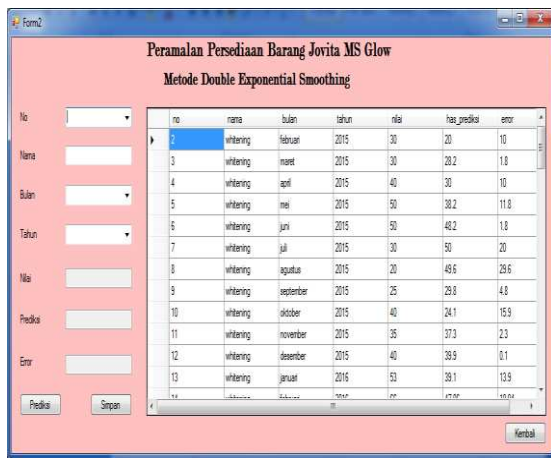 Form2
Peramalan Persediaan Barang Jovita MS Glow
Metode Double Exponential Smoothing
No
Nama
Bulan
Tahun
Nilai
Prediksi
Error
Prediksi Simpan
no nama bulan tahun nilai has_prediksi error
2 whitening februari 2015 30 20 10
3 whitening maret 2015 30 28.2 1.8
4 whitening april 2015 40 30 10
5 whitening mei 2015 50 38.2 11.8
6 whitening juni 2015 50 48.2 1.8
7 whitening juli 2015 30 50 20
8 whitening agustus 2015 20 49.6 29.6
9 whitening september 2015 25 29.8 4.8
10 whitening oktober 2015 40 24.1 15.9
11 whitening november 2015 35 37.3 2.3
12 whitening desember 2015 40 39.9 0.1
13 whitening januari 2016 53 39.1 13.9
Kembali